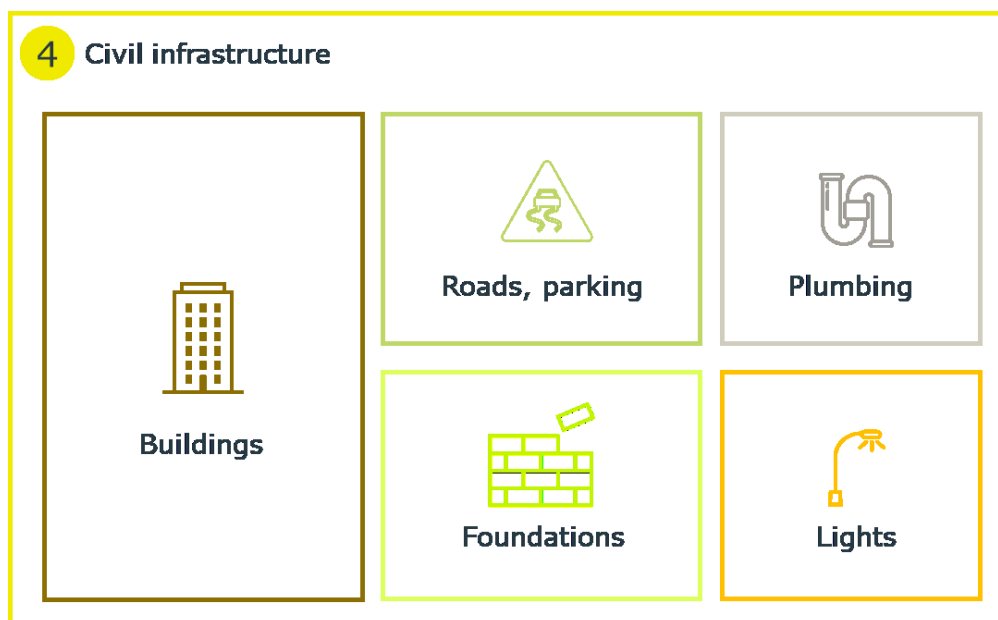 4 Civil infrastructure
Buildings
Roads, parking
Plumbing
Foundations
Lights